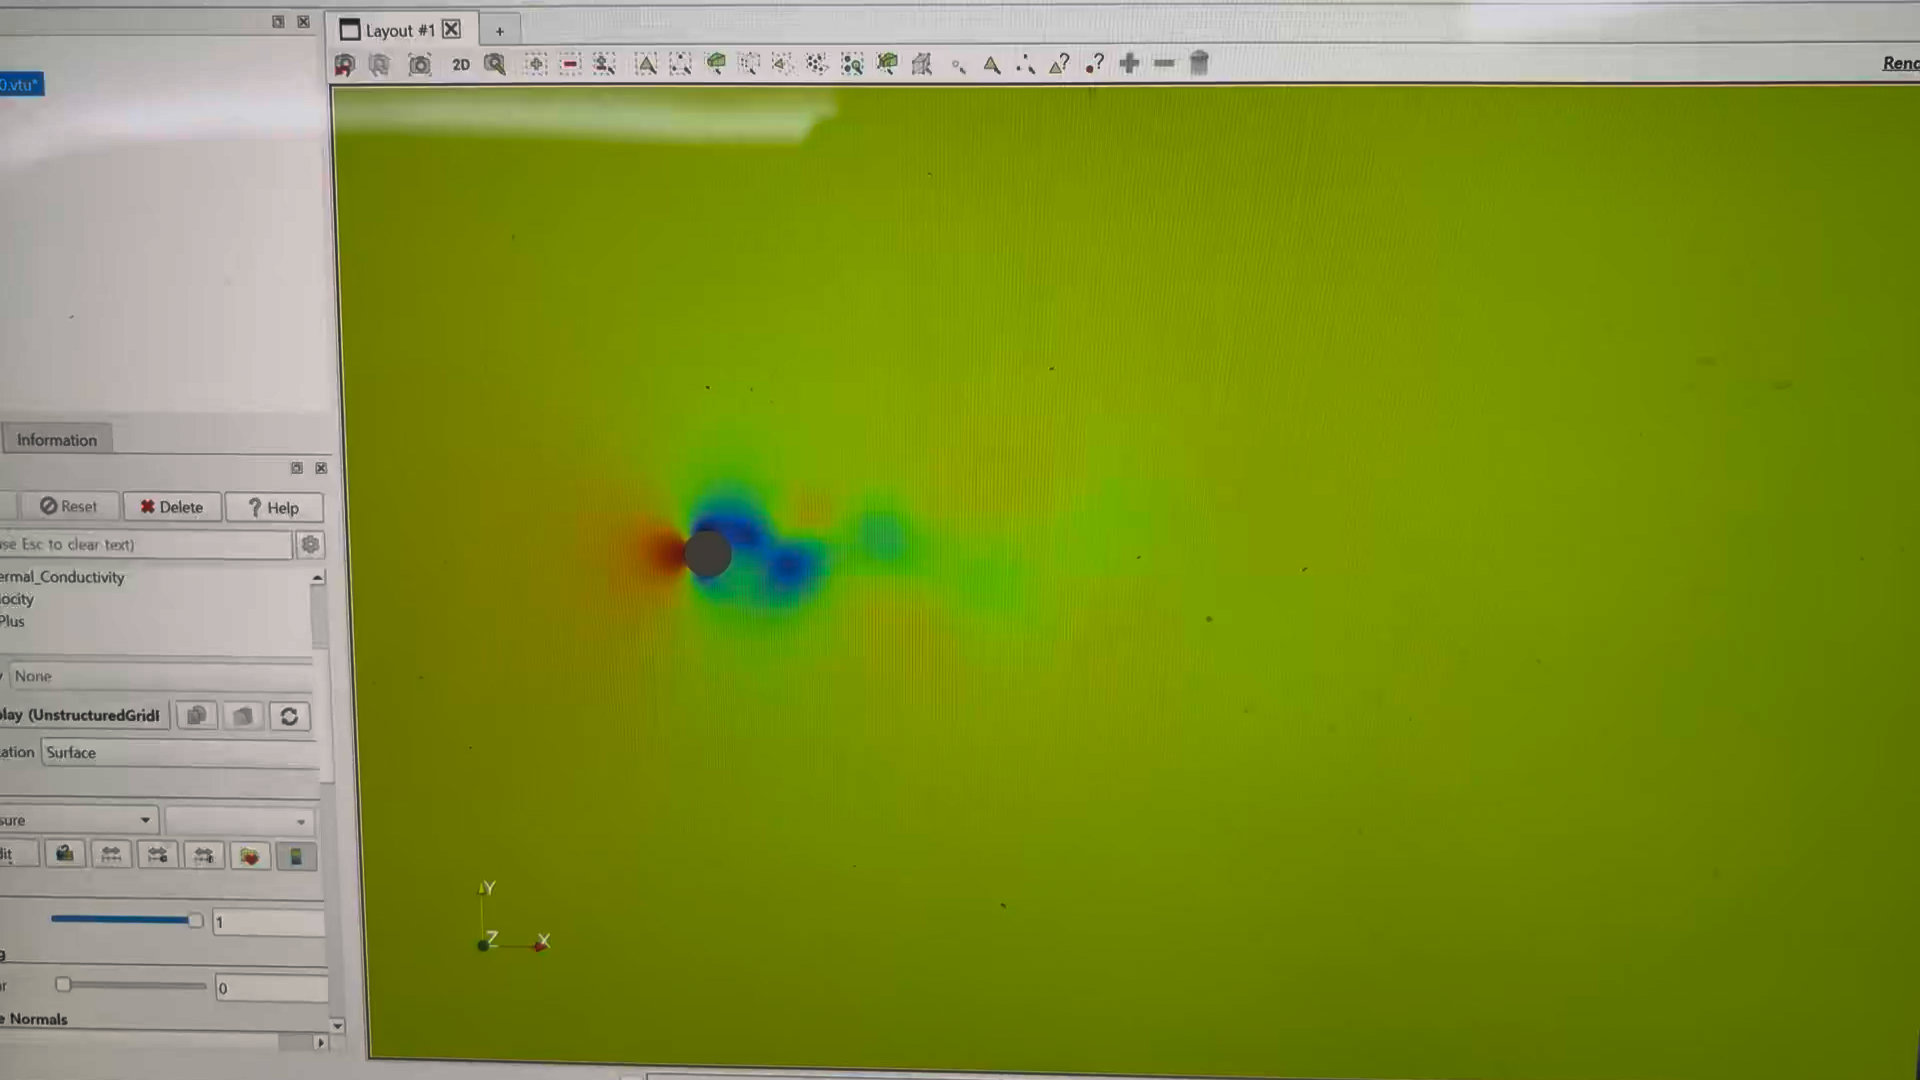 Layout #1
+
2D
Rend
0.vtu*
Information
Reset
Delete
? Help
se Esc to clear text)
ermal_Conductivity
ocity
Plus
None
lay (UnstructuredGridI
ation Surface
sure
dit
1
g
r 0
e Normals
Y
Z X